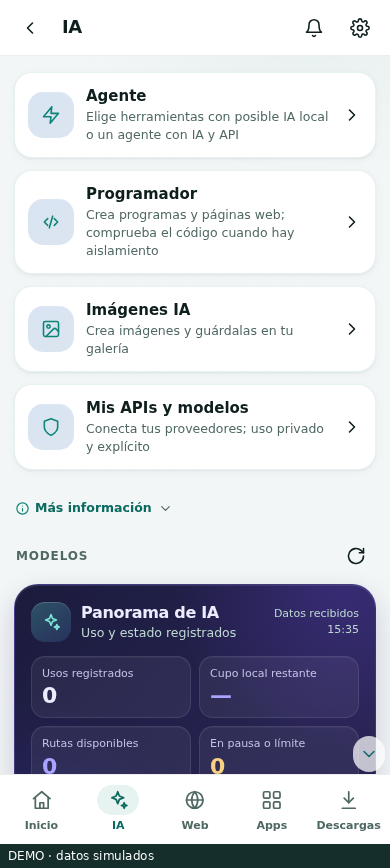 IA
Agente
Elige herramientas con posible IA local
o un agente con IA y API
Programador
Crea programas y páginas web;
comprueba el código cuando hay
aislamiento
Imágenes IA
Crea imágenes y guárdalas en tu
galería
Mis APIs y modelos
Conecta tus proveedores; uso privado
y explícito
Más información
MODELOS
Panorama de IA
Uso y estado registrados
Datos recibidos
15:35
Usos registrados
0
Cupo local restante
—
Rutas disponibles
0
En pausa o límite
0
Inicio
IA
Web
Apps
Descargas
DEMO · datos simulados